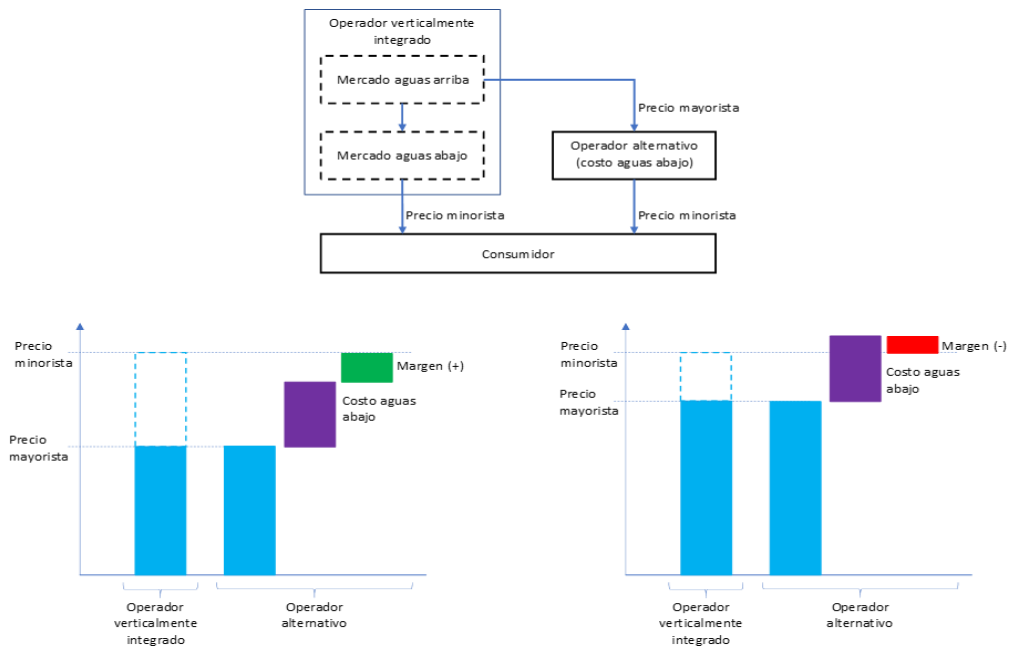 Operador verticalmente
integrado
Mercado aguas arriba
Precio mayorista
Mercado aguas abajo
Operador alternativo
(costo aguas abajo)
Precio minorista
Precio minorista
Consumidor
Precio
minorista
Margen (+)
Costo aguas
abajo
Precio
mayorista
Operador
verticalmente
integrado
Operador
alternativo
Precio
minorista
Margen (-)
Costo aguas
abajo
Precio
mayorista
Operador
verticalmente
integrado
Operador
alternativo